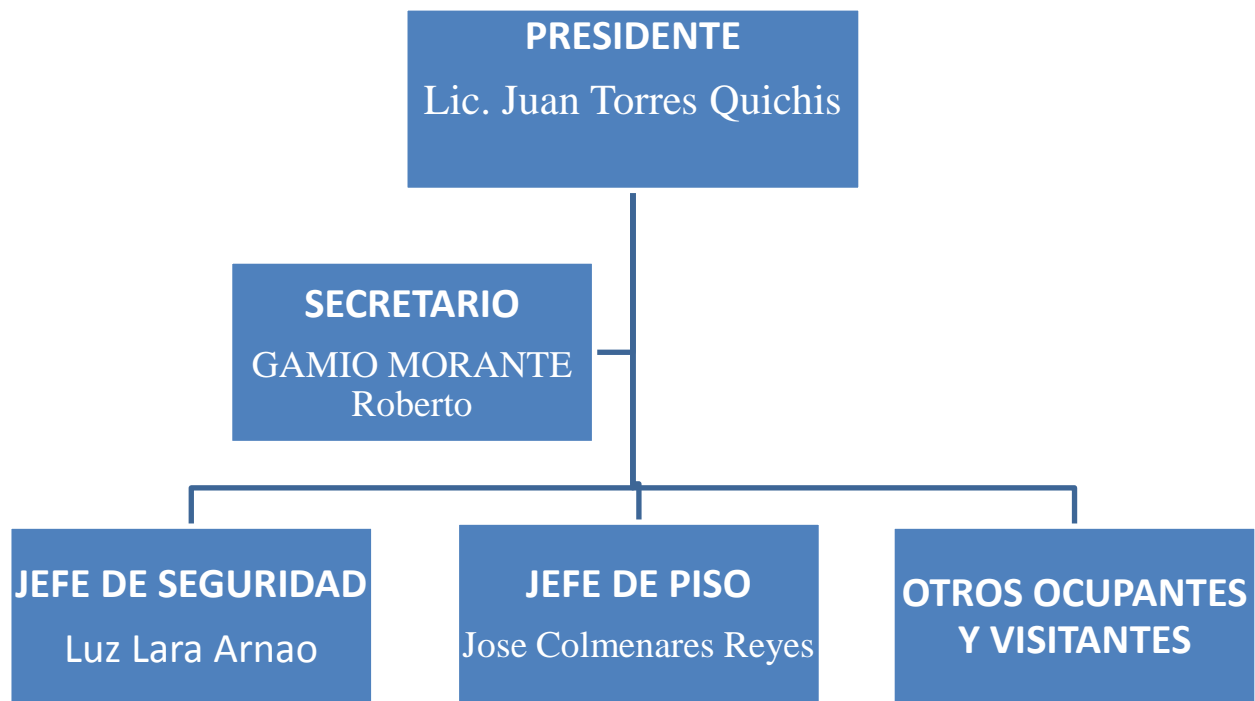 PRESIDENTE
Lic. Juan Torres Quichis
SECRETARIO
GAMIO MORANTE
Roberto
JEFE DE SEGURIDAD
Luz Lara Arnao
JEFE DE PISO
Jose Colmenares Reyes
OTROS OCUPANTES
Y VISITANTES